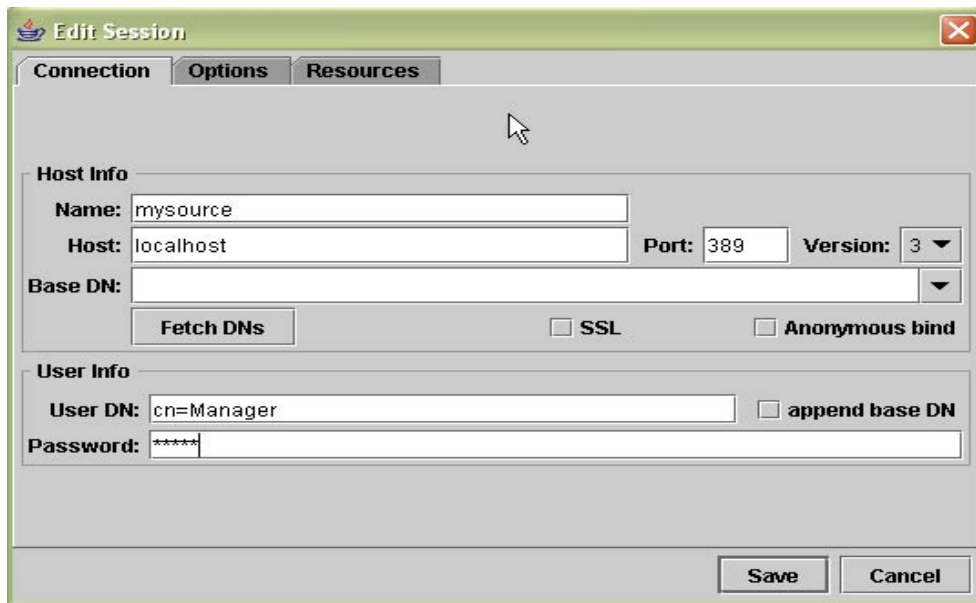 Edit Session
Connection Options Resources
Host Info
Name: mysource
Host: localhost Port: 389 Version: 3
Base DN:
Fetch DNs SSL Anonymous bind
User Info
User DN: cn=Manager append base DN
Password: *****
Save Cancel